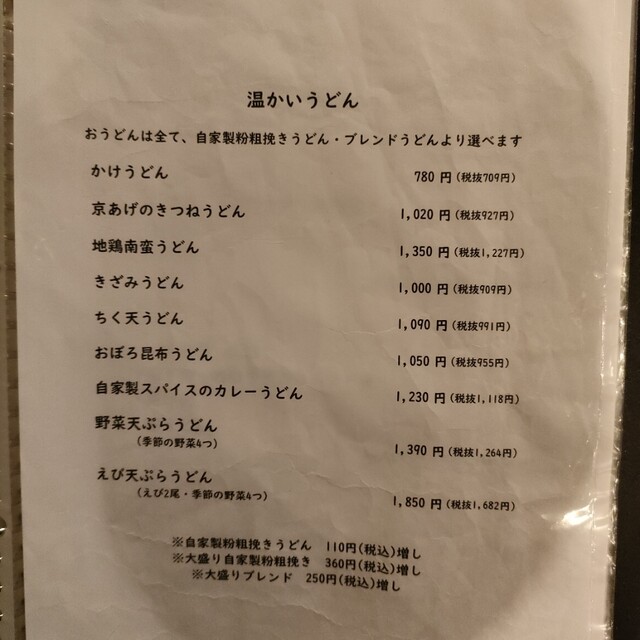 温かいうどん
おうどんは全て、自家製粉粗挽きうどん・ブレンドうどんより選べます
かけうどん 780 円(税抜709円)
京あげのきつねうどん 1,020 円(税抜927円)
地鶏南蛮うどん 1,350 円(税抜1,227円)
きざみうどん 1,000 円(税抜909円)
ちく天うどん 1,090 円(税抜991円)
おぼろ昆布うどん 1,050 円(税抜955円)
自家製スパイスのカレーうどん 1,230 円(税抜1,118円)
野菜天ぷらうどん
(季節の野菜4つ) 1,390 円(税抜1,264円)
えび天ぷらうどん
(えび2尾・季節の野菜4つ) 1,850 円(税抜1,682円)
※自家製粉粗挽きうどん 110円(税込)増し
※大盛り自家製粉粗挽き 360円(税込)増し
※大盛りブレンド 250円(税込)増し